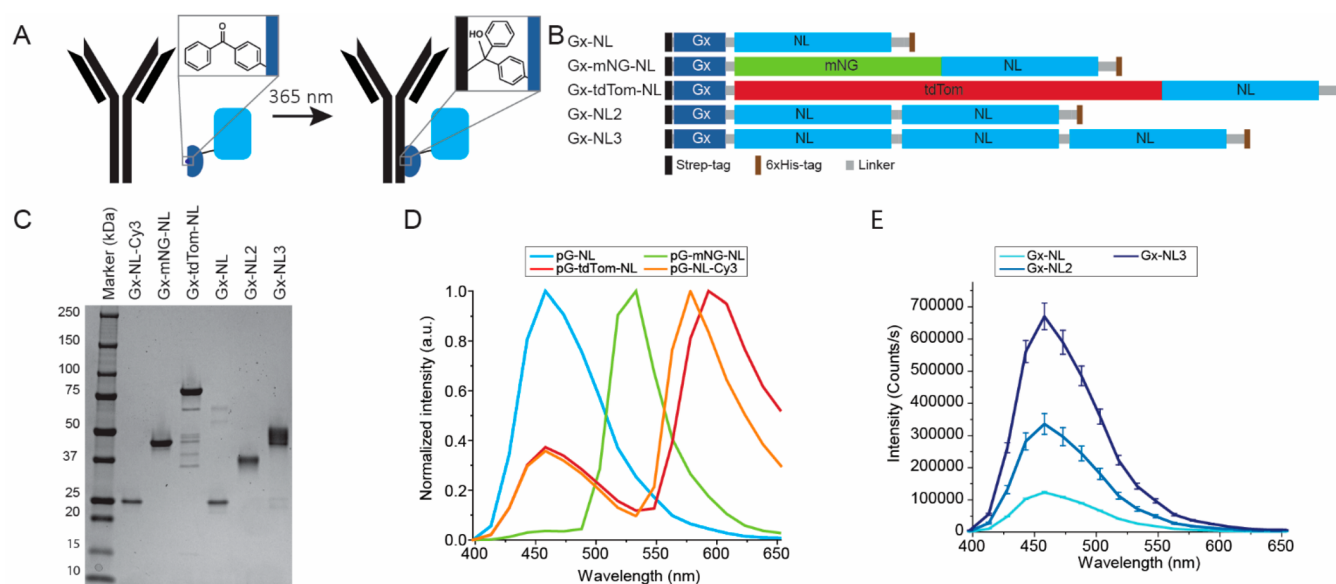 A
O
365 nm
HO
B
Gx-NL
Gx NL
Gx-mNG-NL
Gx mNG NL
Gx-tdTom-NL
Gx tdTom NL
Gx-NL2
Gx NL NL
Gx-NL3
Gx NL NL NL
Strep-tag 6xHis-tag Linker
C
Marker (kDa)
Gx-NL-Cy3
Gx-mNG-NL
Gx-tdTom-NL
Gx-NL
Gx-NL2
Gx-NL3
250
150
100
75
50
37
25
20
15
10
D
pG-NL pG-mNG-NL
pG-tdTom-NL pG-NL-Cy3
Normalized intensity (a.u.)
1.0
0.8
0.6
0.4
0.2
0.0
400 450 500 550 600 650
Wavelength (nm)
E
Gx-NL Gx-NL3
Gx-NL2
Intensity (Counts/s)
700000
600000
500000
400000
300000
200000
100000
0
400 450 500 550 600 650
Wavelength (nm)